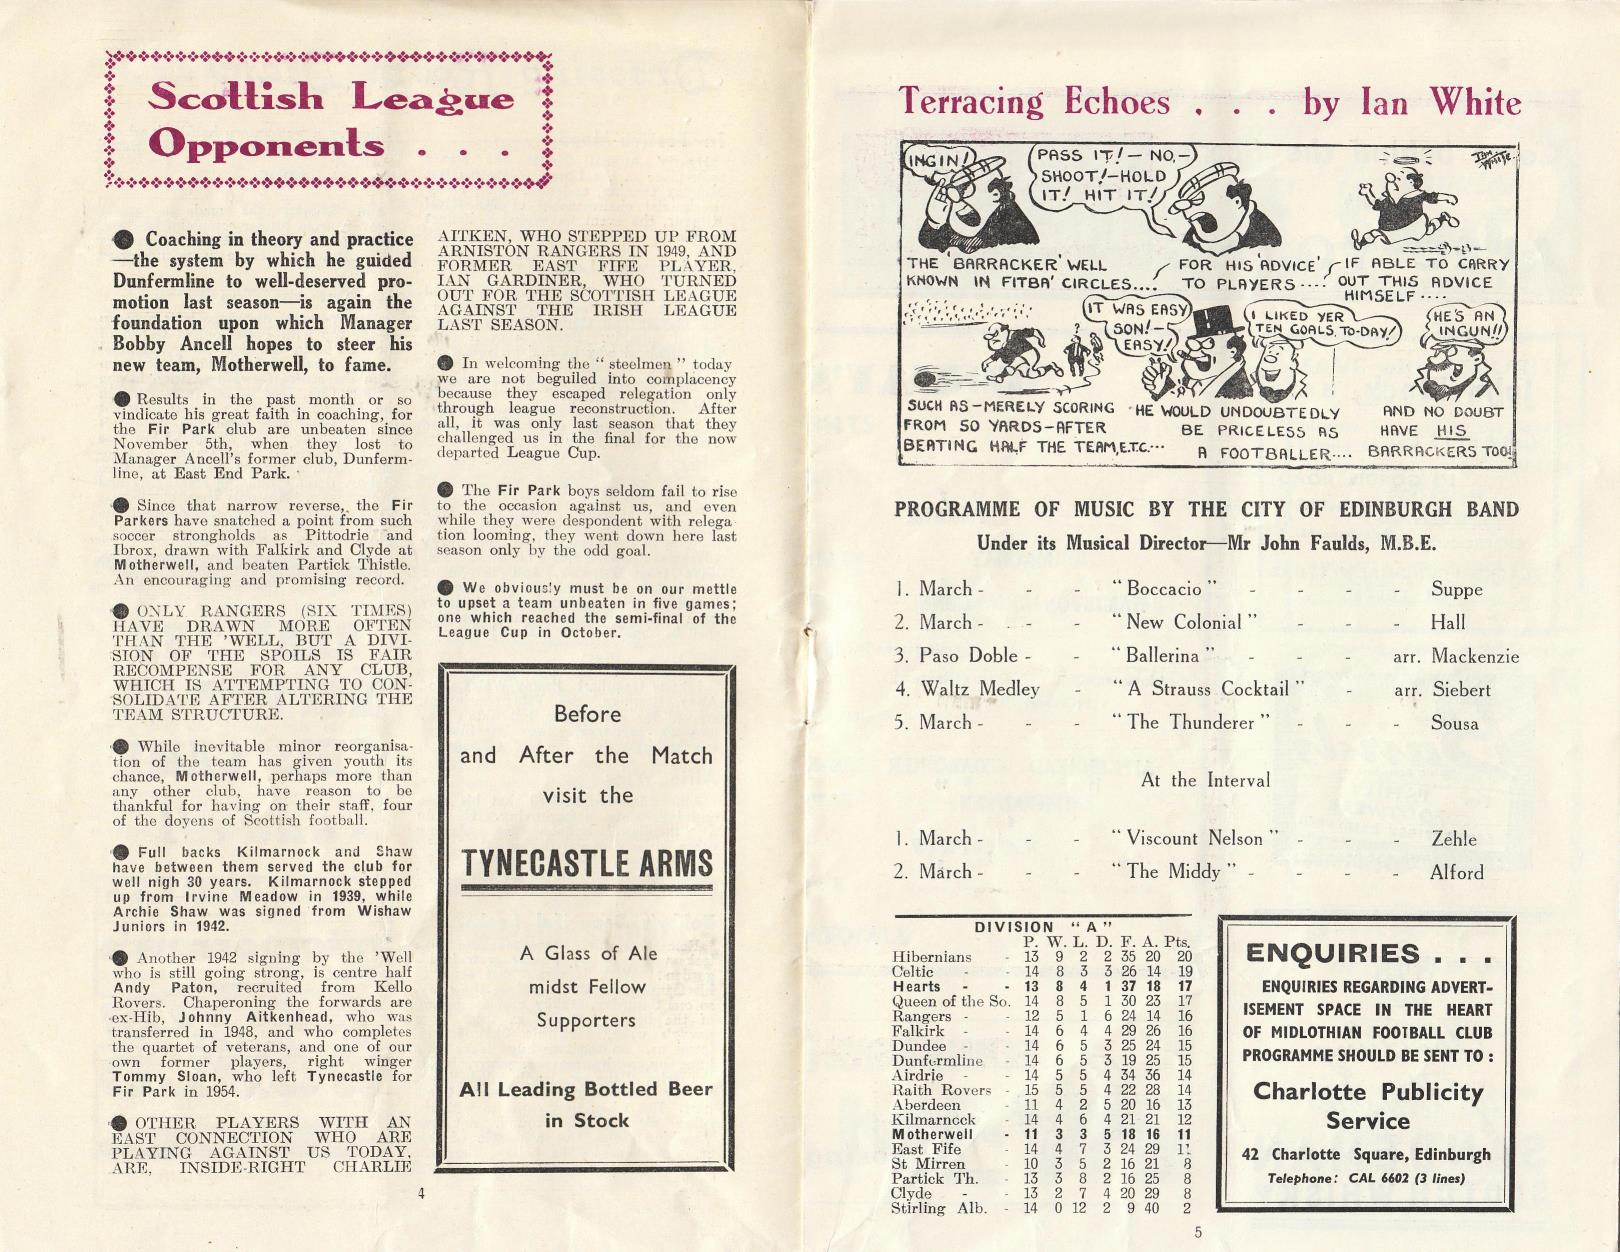 Scottish League
Opponents . . .
● Coaching in theory and practice
—the system by which he guided
Dunfermline to well-deserved pro-
motion last season—is again the
foundation upon which Manager
Bobby Ancell hopes to steer his
new team, Motherwell, to fame.
● Results in the past month or so
vindicate his great faith in coaching, for
the Fir Park club are unbeaten since
November 5th, when they lost to
Manager Ancell's former club, Dunferm-
line, at East End Park.
● Since that narrow reverse, the Fir
Parkers have snatched a point from such
soccer strongholds as Pittodrie and
Ibrox, drawn with Falkirk and Clyde at
Motherwell, and beaten Partick Thistle.
An encouraging and promising record.
● ONLY RANGERS (SIX TIMES)
HAVE DRAWN MORE OFTEN
THAN THE 'WELL, BUT A DIVI-
SION OF THE SPOILS IS FAIR
RECOMPENSE FOR ANY CLUB,
WHICH IS ATTEMPTING TO CON-
SOLIDATE AFTER ALTERING THE
TEAM STRUCTURE.
● While inevitable minor reorganisa-
tion of the team has given youth its
chance, Motherwell, perhaps more than
any other club, have reason to be
thankful for having on their staff, four
of the doyens of Scottish football.
● Full backs Kilmarnock and Shaw
have between them served the club for
well nigh 30 years. Kilmarnock stepped
up from Irvine Meadow in 1939, while
Archie Shaw was signed from Wishaw
Juniors in 1942.
● Another 1942 signing by the 'Well
who is still going strong, is centre half
Andy Paton, recruited from Kello
Rovers. Chaperoning the forwards are
ex-Hib, Johnny Aitkenhead, who was
transferred in 1948, and who completes
the quartet of veterans, and one of our
own former players, right winger
Tommy Sloan, who left Tynecastle for
Fir Park in 1954.
● OTHER PLAYERS WITH AN
EAST CONNECTION WHO ARE
PLAYING AGAINST US TODAY,
ARE, INSIDE-RIGHT CHARLIE
AITKEN, WHO STEPPED UP FROM
ARNISTON RANGERS IN 1949, AND
FORMER EAST FIFE PLAYER,
IAN GARDINER, WHO TURNED
OUT FOR THE SCOTTISH LEAGUE
AGAINST THE IRISH LEAGUE
LAST SEASON.
● In welcoming the " steelmen " today
we are not beguiled into complacency
because they escaped relegation only
through league reconstruction. After
all, it was only last season that they
challenged us in the final for the now
departed League Cup.
● The Fir Park boys seldom fail to rise
to the occasion against us, and even
while they were despondent with relega
tion looming, they went down here last
season only by the odd goal.
● We obviously must be on our mettle
to upset a team unbeaten in five games;
one which reached the semi-final of the
League Cup in October.
Before
and After the Match
visit the
TYNECASTLE ARMS
A Glass of Ale
midst Fellow
Supporters
All Leading Bottled Beer
in Stock
4
Terracing Echoes . . . by Ian White
INGIN!
PASS IT! — NO, —
SHOOT! — HOLD
IT! HIT IT!
Ian White
THE 'BARRACKER' WELL
KNOWN IN FITBA' CIRCLES....
FOR HIS 'ADVICE'
TO PLAYERS ....
IF ABLE TO CARRY
OUT THIS ADVICE
HIMSELF ....
IT WAS EASY
SON! —
EASY!
I LIKED YER
TEN GOALS, TO-DAY!
HE'S AN
INGUN!!
SUCH AS — MERELY SCORING
FROM 50 YARDS — AFTER
BEATING HALF THE TEAM, E.T.C...
HE WOULD UNDOUBTEDLY
BE PRICELESS AS
A FOOTBALLER ....
AND NO DOUBT
HAVE HIS
BARRACKERS TOO!
PROGRAMME OF MUSIC BY THE CITY OF EDINBURGH BAND
Under its Musical Director—Mr John Faulds, M.B.E.
1. March - - - " Boccacio " - - - - Suppe
2. March - - - " New Colonial " - - - Hall
3. Paso Doble - - " Ballerina " - - - arr. Mackenzie
4. Waltz Medley - " A Strauss Cocktail " - arr. Siebert
5. March - - - " The Thunderer " - - - Sousa
At the Interval
1. March - - - " Viscount Nelson " - - - Zehle
2. March - - - " The Middy " - - - - Alford
DIVISION "A"
P. W. L. D. F. A. Pts.
Hibernians - 13 9 2 2 35 20 20
Celtic - - 14 8 3 3 26 14 19
Hearts - - 13 8 4 1 37 18 17
Queen of the So. 14 8 5 1 30 23 17
Rangers - - 12 5 1 6 24 14 16
Falkirk - - 14 6 4 4 29 26 16
Dundee - - 14 6 5 3 25 24 15
Dunfermline - 14 6 5 3 19 25 15
Airdrie - - 14 5 5 4 34 36 14
Raith Rovers - 15 5 5 4 22 28 14
Aberdeen - 11 4 2 5 20 16 13
Kilmarnock - 14 4 6 4 21 21 12
Motherwell - 11 3 3 5 18 16 11
East Fife - 14 4 7 3 24 29 11
St Mirren - 10 3 5 2 16 21 8
Partick Th. - 13 3 8 2 16 25 8
Clyde - - 13 2 7 4 20 29 8
Stirling Alb. - 14 0 12 2 9 40 2
ENQUIRIES . . .
ENQUIRIES REGARDING ADVERT-
ISEMENT SPACE IN THE HEART
OF MIDLOTHIAN FOOTBALL CLUB
PROGRAMME SHOULD BE SENT TO :
Charlotte Publicity
Service
42 Charlotte Square, Edinburgh
Telephone: CAL 6602 (3 lines)
5